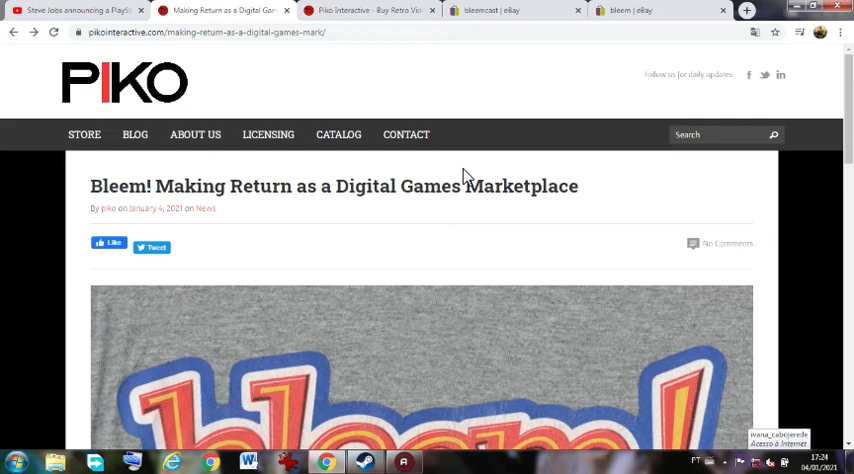 Steve Jobs announcing a PlaySt
Making Return as a Digital Gam
Piko Interactive - Buy Retro Vid
bleemcast | eBay
bleem | eBay
pikointeractive.com/making-return-as-a-digital-games-mark/
PIKO
Follow us for daily updates:
STORE BLOG ABOUT US LICENSING CATALOG CONTACT Search
Bleem! Making Return as a Digital Games Marketplace
By piko on January 4, 2021 on News
Like Tweet No Comments
bleem!
ivana_cabojerede
Acesso à Internet
PT 17:24
04/01/2021